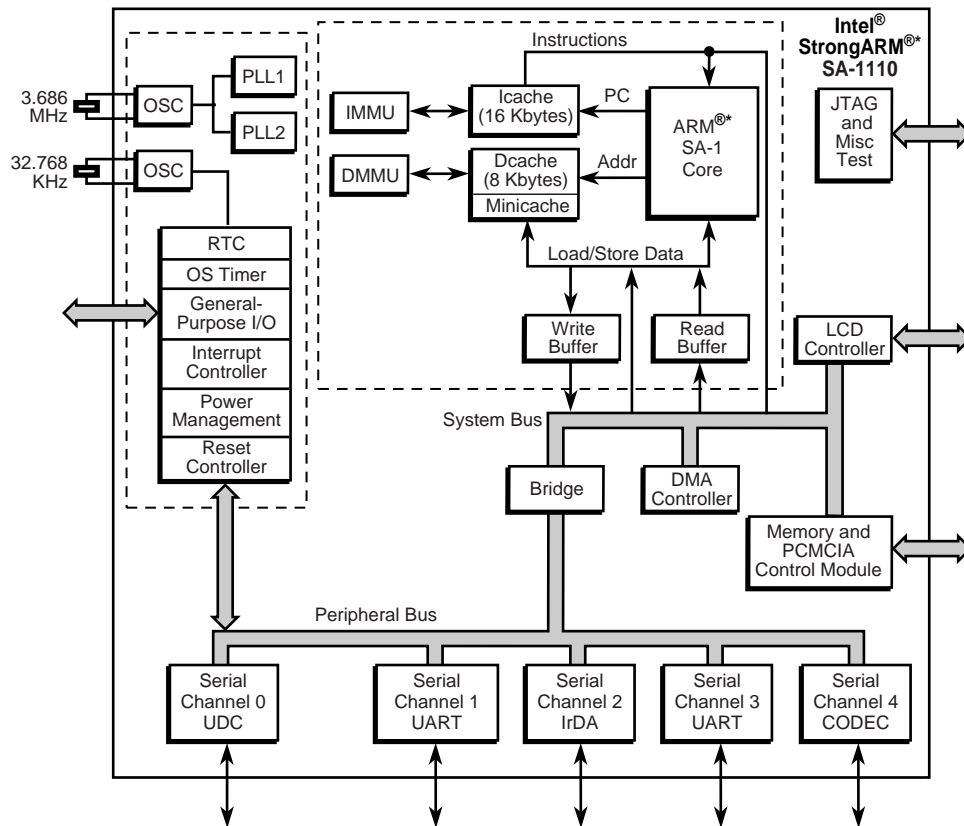 Intel®
StrongARM®*
SA-1110
Instructions
3.686
MHz
OSC
PLL1
PLL2
32.768
KHz
OSC
IMMU
Icache
(16 Kbytes)
PC
ARM®*
SA-1
Core
JTAG
and
Misc
Test
DMMU
Dcache
(8 Kbytes)
Minicache
Addr
Load/Store Data
RTC
OS Timer
General-
Purpose I/O
Interrupt
Controller
Power
Management
Reset
Controller
Write
Buffer
Read
Buffer
LCD
Controller
System Bus
Bridge
DMA
Controller
Memory and
PCMCIA
Control Module
Peripheral Bus
Serial
Channel 0
UDC
Serial
Channel 1
UART
Serial
Channel 2
IrDA
Serial
Channel 3
UART
Serial
Channel 4
CODEC